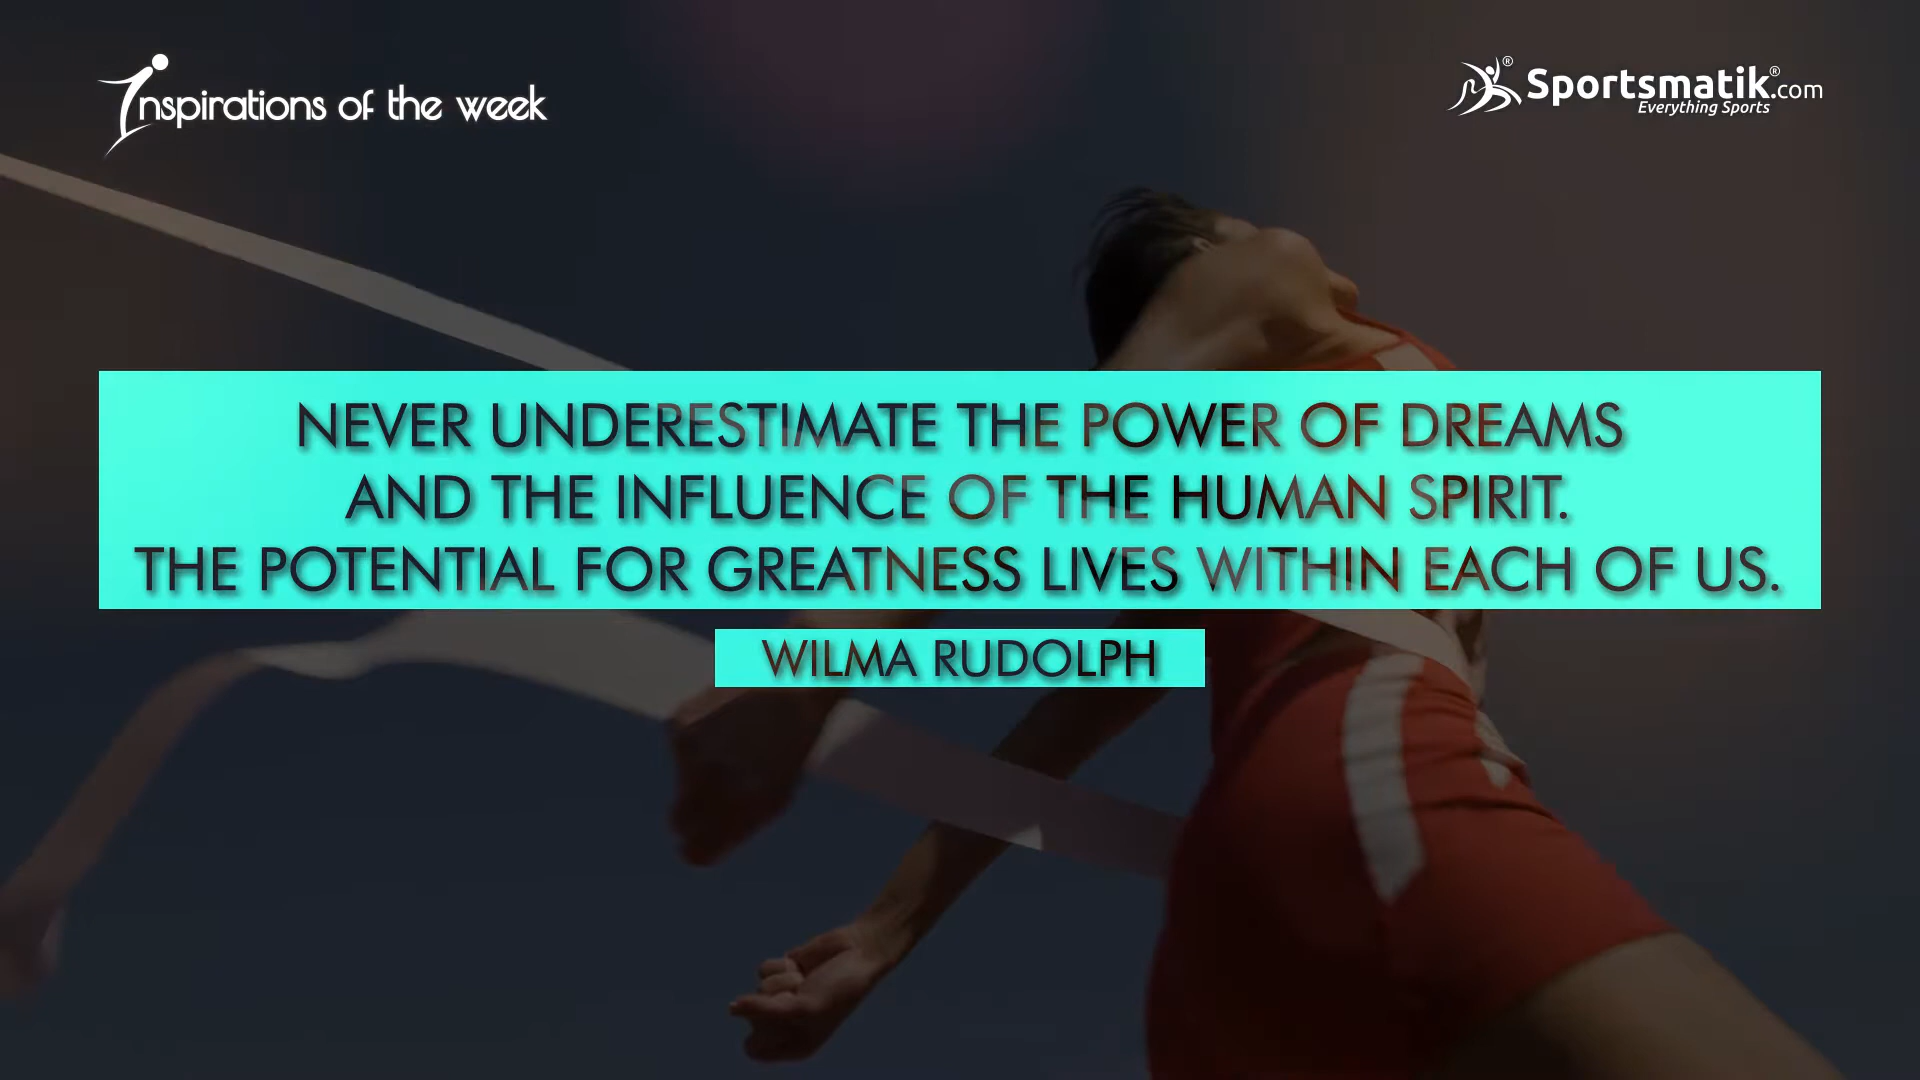 Inspirations of the week
Sportsmatik®.com
Everything Sports
NEVER UNDERESTIMATE THE POWER OF DREAMS
AND THE INFLUENCE OF THE HUMAN SPIRIT.
THE POTENTIAL FOR GREATNESS LIVES WITHIN EACH OF US.
WILMA RUDOLPH